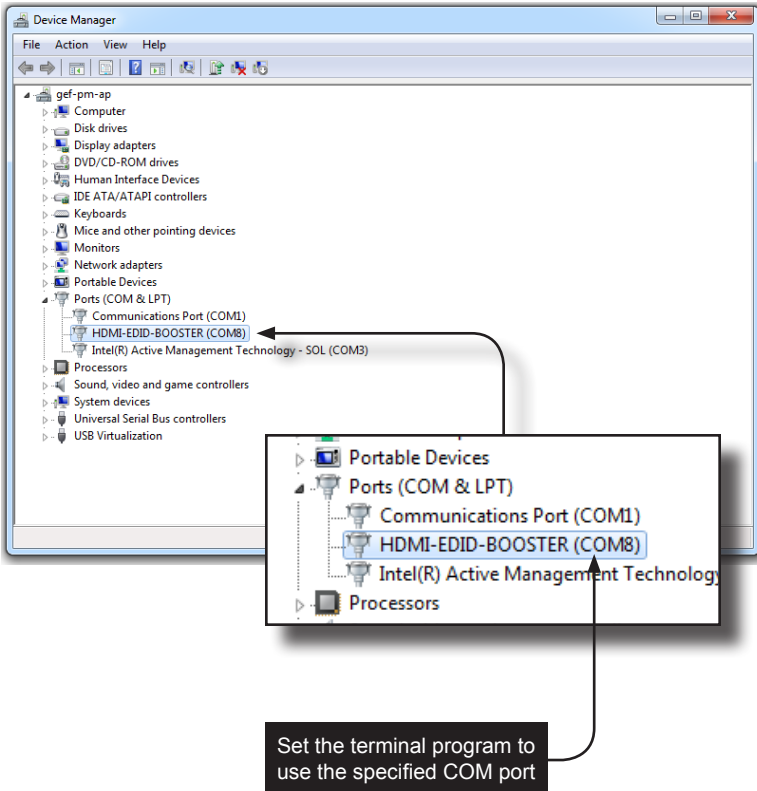 Device Manager
File Action View Help
gef-pm-ap
Computer
Disk drives
Display adapters
DVD/CD-ROM drives
Human Interface Devices
IDE ATA/ATAPI controllers
Keyboards
Mice and other pointing devices
Monitors
Network adapters
Portable Devices
Ports (COM & LPT)
Communications Port (COM1)
HDMI-EDID-BOOSTER (COM8)
Intel(R) Active Management Technology - SOL (COM3)
Processors
Sound, video and game controllers
System devices
Universal Serial Bus controllers
USB Virtualization
Portable Devices
Ports (COM & LPT)
Communications Port (COM1)
HDMI-EDID-BOOSTER (COM8)
Intel(R) Active Management Technology
Processors
Set the terminal program to
use the specified COM port